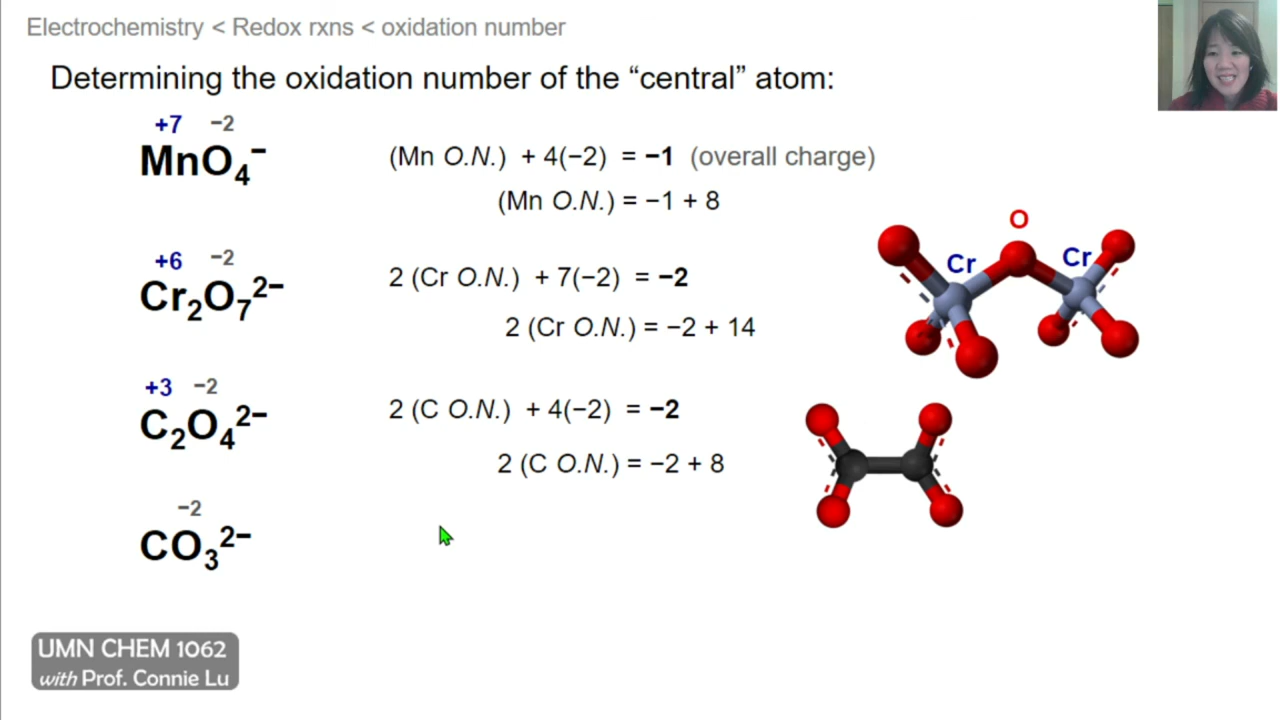 Electrochemistry < Redox rxns < oxidation number
Determining the oxidation number of the “central” atom:
+7 −2
MnO₄⁻
(Mn O.N.) + 4(−2) = −1 (overall charge)
(Mn O.N.) = −1 + 8
+6 −2
Cr₂O₇²⁻
2 (Cr O.N.) + 7(−2) = −2
2 (Cr O.N.) = −2 + 14
O
Cr
Cr
+3 −2
C₂O₄²⁻
2 (C O.N.) + 4(−2) = −2
2 (C O.N.) = −2 + 8
−2
CO₃²⁻
UMN CHEM 1062
with Prof. Connie Lu